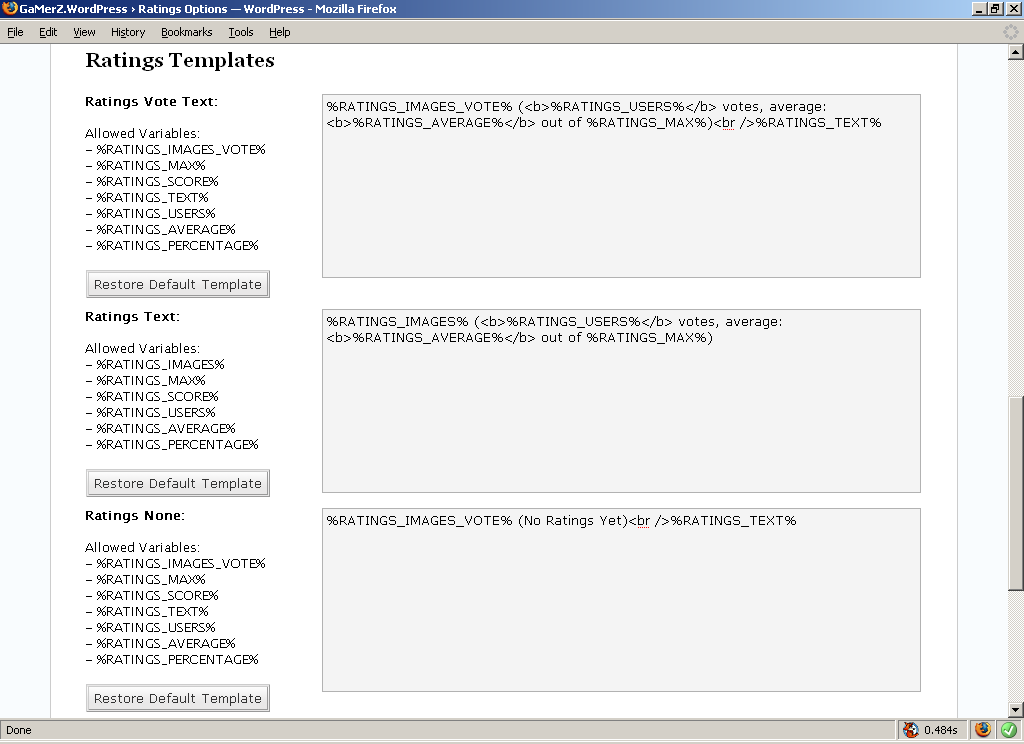 GaMerZ.WordPress › Ratings Options — WordPress - Mozilla Firefox
File Edit View History Bookmarks Tools Help
Ratings Templates
Ratings Vote Text:
Allowed Variables:
– %RATINGS_IMAGES_VOTE%
– %RATINGS_MAX%
– %RATINGS_SCORE%
– %RATINGS_TEXT%
– %RATINGS_USERS%
– %RATINGS_AVERAGE%
– %RATINGS_PERCENTAGE%
Restore Default Template
%RATINGS_IMAGES_VOTE% (<b>%RATINGS_USERS%</b> votes, average:
<b>%RATINGS_AVERAGE%</b> out of %RATINGS_MAX%)<br />%RATINGS_TEXT%
Ratings Text:
Allowed Variables:
– %RATINGS_IMAGES%
– %RATINGS_MAX%
– %RATINGS_SCORE%
– %RATINGS_USERS%
– %RATINGS_AVERAGE%
– %RATINGS_PERCENTAGE%
Restore Default Template
%RATINGS_IMAGES% (<b>%RATINGS_USERS%</b> votes, average:
<b>%RATINGS_AVERAGE%</b> out of %RATINGS_MAX%)
Ratings None:
Allowed Variables:
– %RATINGS_IMAGES_VOTE%
– %RATINGS_MAX%
– %RATINGS_SCORE%
– %RATINGS_TEXT%
– %RATINGS_USERS%
– %RATINGS_AVERAGE%
– %RATINGS_PERCENTAGE%
Restore Default Template
%RATINGS_IMAGES_VOTE% (No Ratings Yet)<br />%RATINGS_TEXT%
Done
0.484s